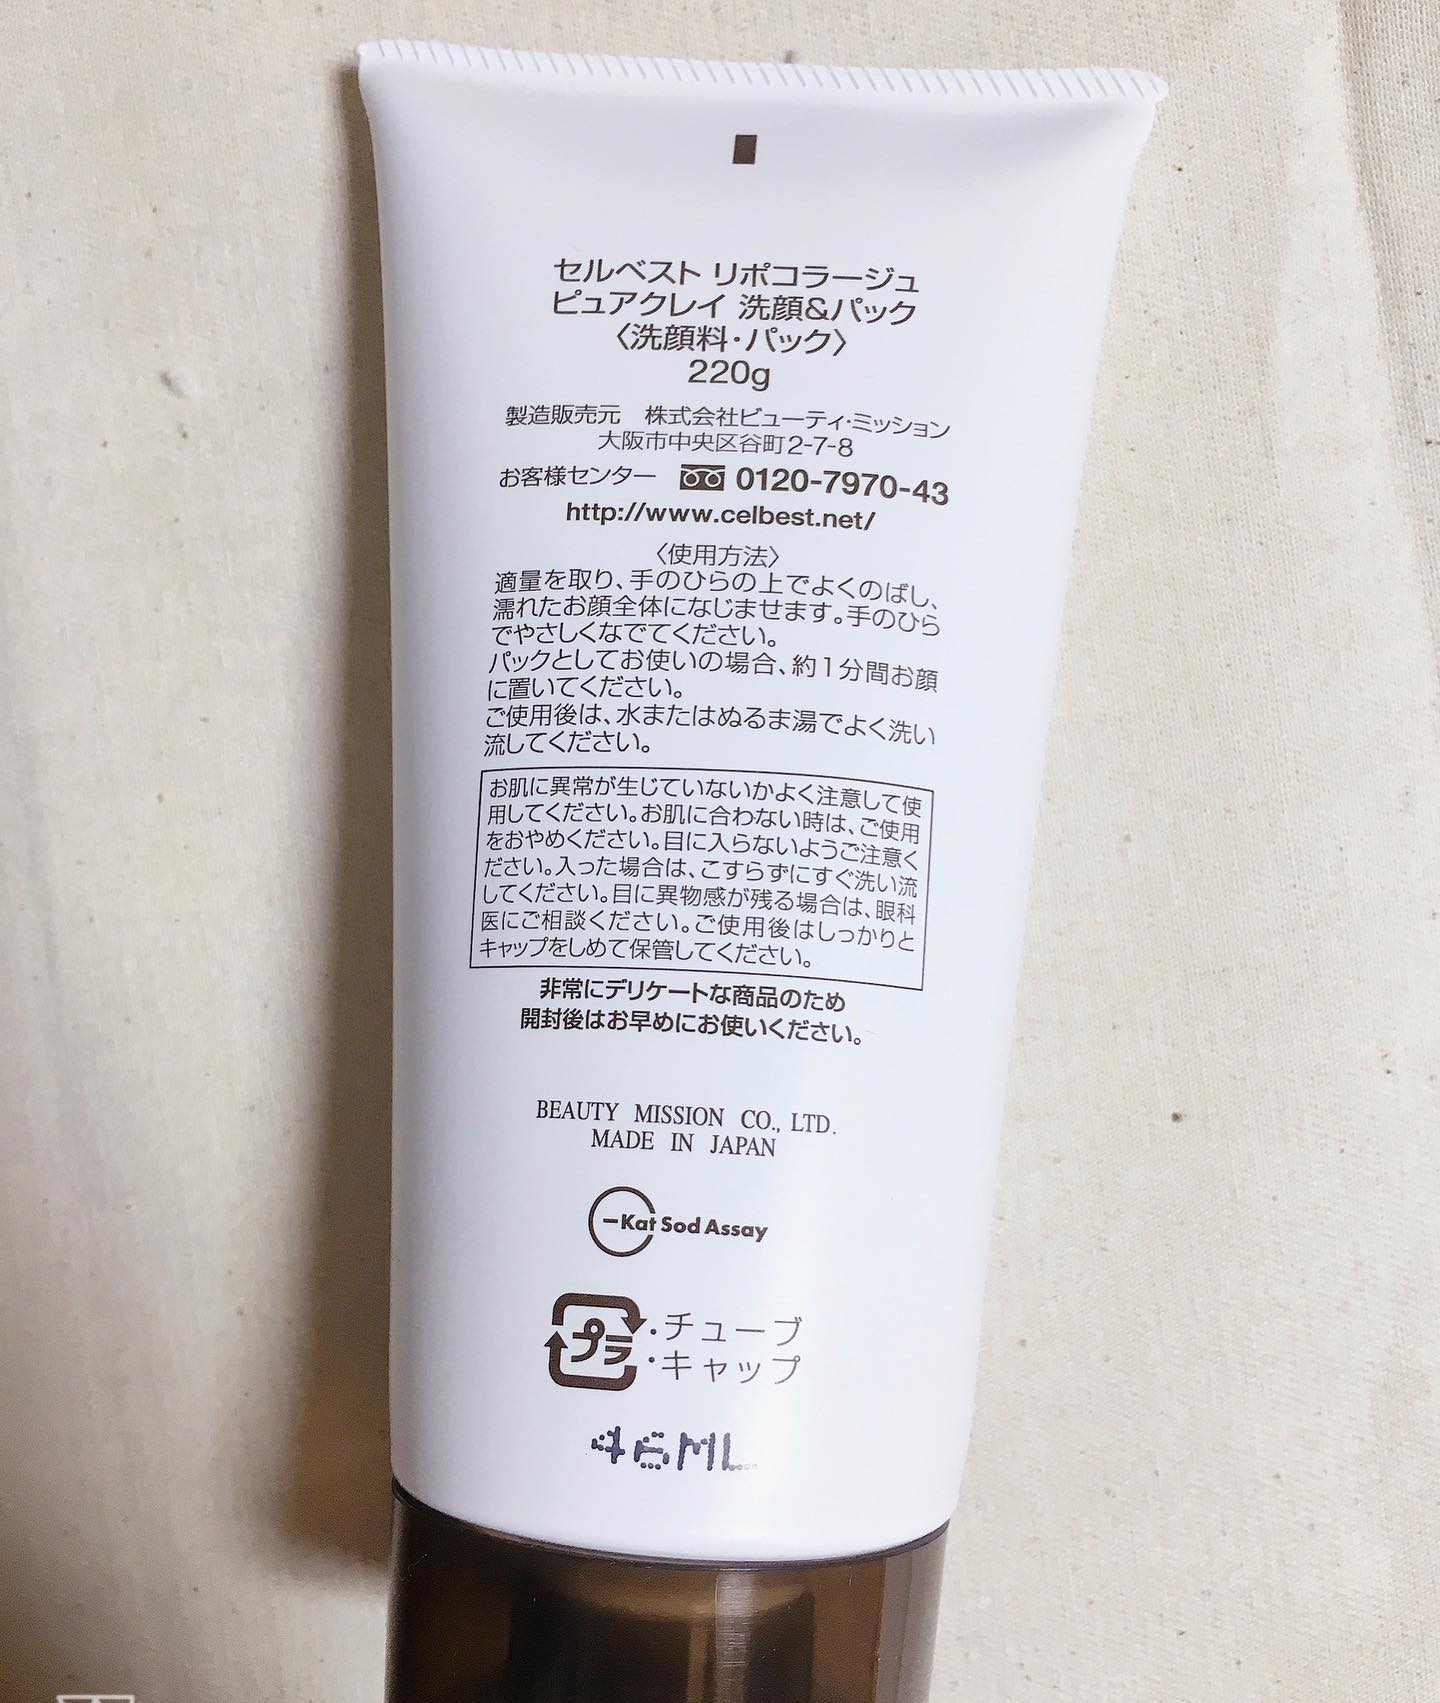 セルベスト リポコラージュ
ピュアクレイ 洗顔&パック
〈洗顔料・パック〉
220g
製造販売元　株式会社ビューティ・ミッション
大阪市中央区谷町2-7-8
お客様センター 0120-7970-43
http://www.celbest.net/
〈使用方法〉
適量を取り、手のひらの上でよくのばし、
濡れたお顔全体になじませます。手のひら
でやさしくなでてください。
パックとしてお使いの場合、約1分間お顔
に置いてください。
ご使用後は、水またはぬるま湯でよく洗い
流してください。
お肌に異常が生じていないかよく注意して使
用してください。お肌に合わない時は、ご使用
をおやめください。目に入らないようご注意く
ださい。入った場合は、こすらずにすぐ洗い流
してください。目に異物感が残る場合は、眼科
医にご相談ください。ご使用後はしっかりと
キャップをしめて保管してください。
非常にデリケートな商品のため
開封後はお早めにお使いください。
BEAUTY MISSION CO., LTD.
MADE IN JAPAN
-Kat Sod Assay
プラ
・チューブ
・キャップ
46ML